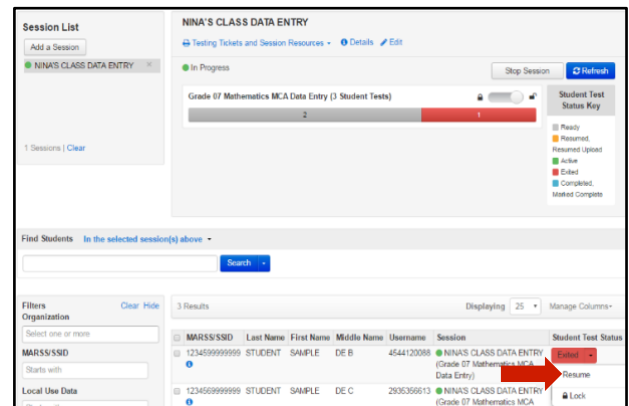 Session List
Add a Session
NINA'S CLASS DATA ENTRY ×
1 Sessions | Clear
NINA'S CLASS DATA ENTRY
Testing Tickets and Session Resources Details Edit
In Progress
Stop Session Refresh
Grade 07 Mathematics MCA Data Entry (3 Student Tests)
2 1
Student Test
Status Key
Ready
Resumed,
Resumed Upload
Active
Exited
Completed,
Marked Complete
Find Students In the selected session(s) above
Search
Filters Clear Hide
Organization
Select one or more
MARSS/SSID
Starts with
Local Use Data
3 Results Displaying 25 Manage Columns
MARSS/SSID Last Name First Name Middle Name Username Session Student Test Status
1234599999999 STUDENT SAMPLE DE B 4544120088 NINA'S CLASS DATA ENTRY Exited
(Grade 07 Mathematics MCA
Data Entry)
Resume
Lock
1234569999999 STUDENT SAMPLE DE C 2935356613 NINA'S CLASS DATA ENTRY
(Grade 07 Mathematics MCA